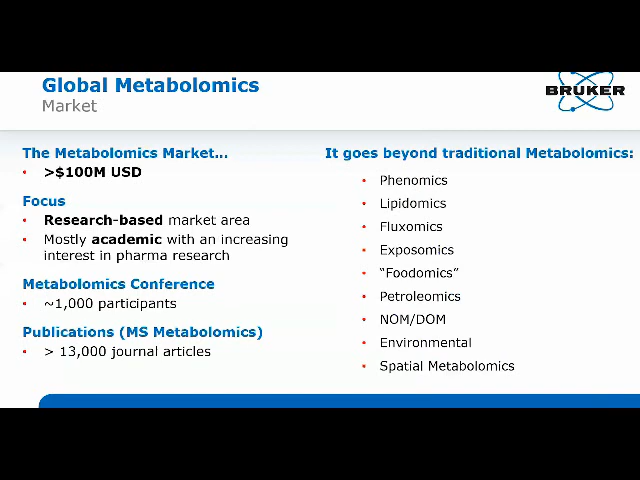 Global Metabolomics
Market
BRUKER
The Metabolomics Market...
• >$100M USD
Focus
• Research-based market area
• Mostly academic with an increasing
interest in pharma research
Metabolomics Conference
• ~1,000 participants
Publications (MS Metabolomics)
• > 13,000 journal articles
It goes beyond traditional Metabolomics:
• Phenomics
• Lipidomics
• Fluxomics
• Exposomics
• “Foodomics”
• Petroleomics
• NOM/DOM
• Environmental
• Spatial Metabolomics